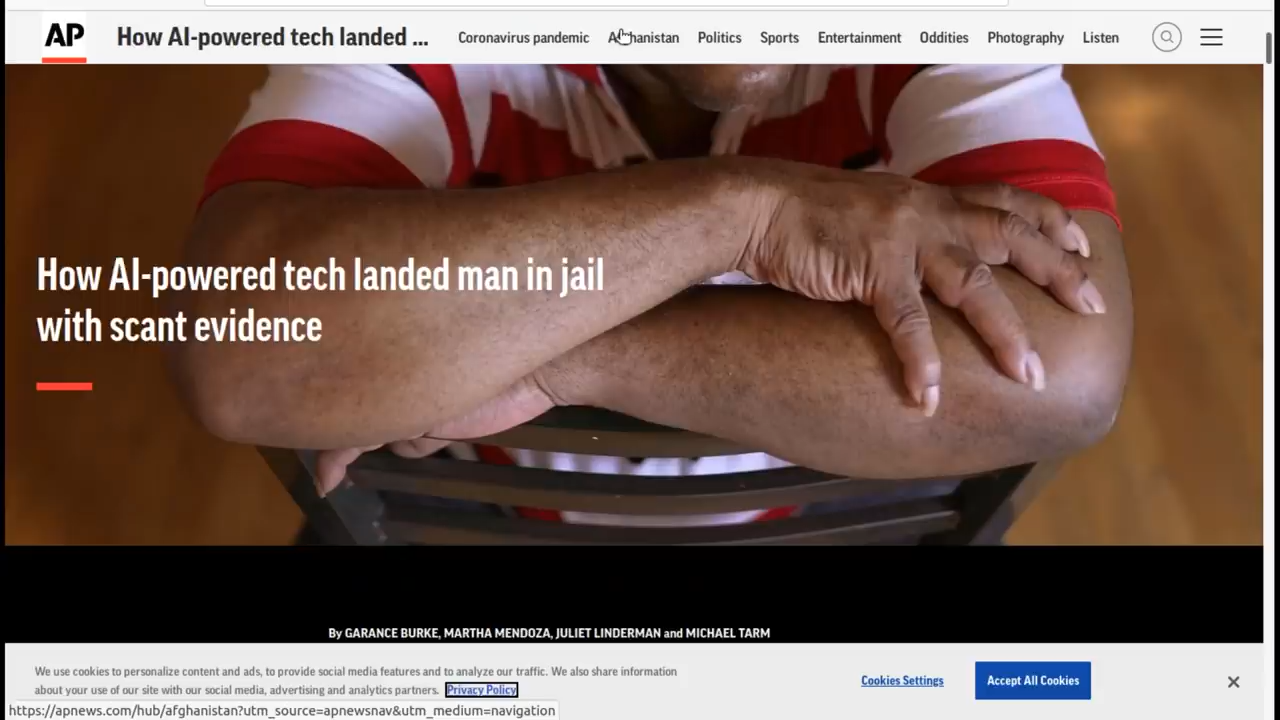 AP How AI-powered tech landed ... Coronavirus pandemic Afghanistan Politics Sports Entertainment Oddities Photography Listen
How AI-powered tech landed man in jail
with scant evidence
By GARANCE BURKE, MARTHA MENDOZA, JULIET LINDERMAN and MICHAEL TARM
We use cookies to personalize content and ads, to provide social media features and to analyze our traffic. We also share information
about your use of our site with our social media, advertising and analytics partners. Privacy Policy
Cookies Settings Accept All Cookies
https://apnews.com/hub/afghanistan?utm_source=apnewsnav&utm_medium=navigation